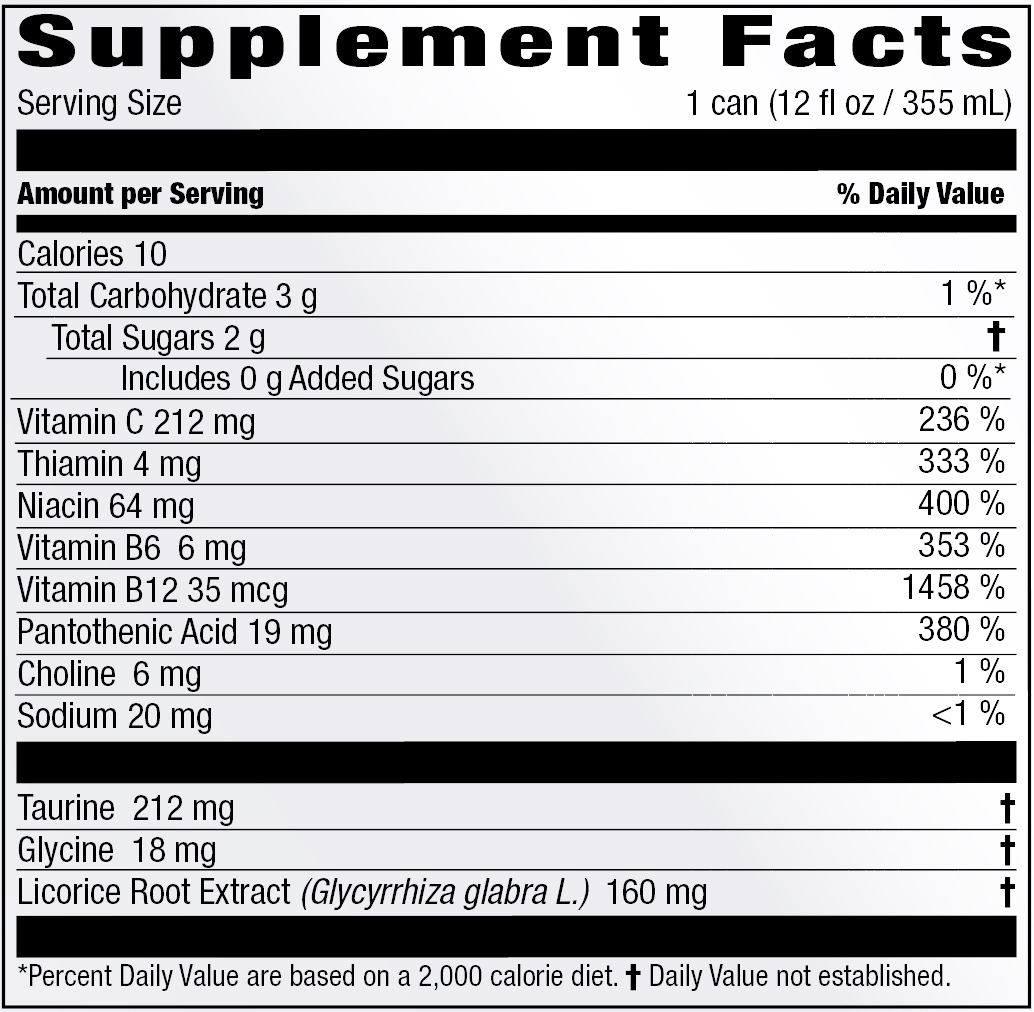 Supplement Facts
Serving Size 1 can (12 fl oz / 355 mL)
Amount per Serving % Daily Value
Calories 10
Total Carbohydrate 3 g 1 %*
Total Sugars 2 g †
Includes 0 g Added Sugars 0 %*
Vitamin C 212 mg 236 %
Thiamin 4 mg 333 %
Niacin 64 mg 400 %
Vitamin B6  6 mg 353 %
Vitamin B12 35 mcg 1458 %
Pantothenic Acid 19 mg 380 %
Choline  6 mg 1 %
Sodium 20 mg <1 %
Taurine  212 mg †
Glycine  18 mg †
Licorice Root Extract (Glycyrrhiza glabra L.)  160 mg †
*Percent Daily Value are based on a 2,000 calorie diet. † Daily Value not established.